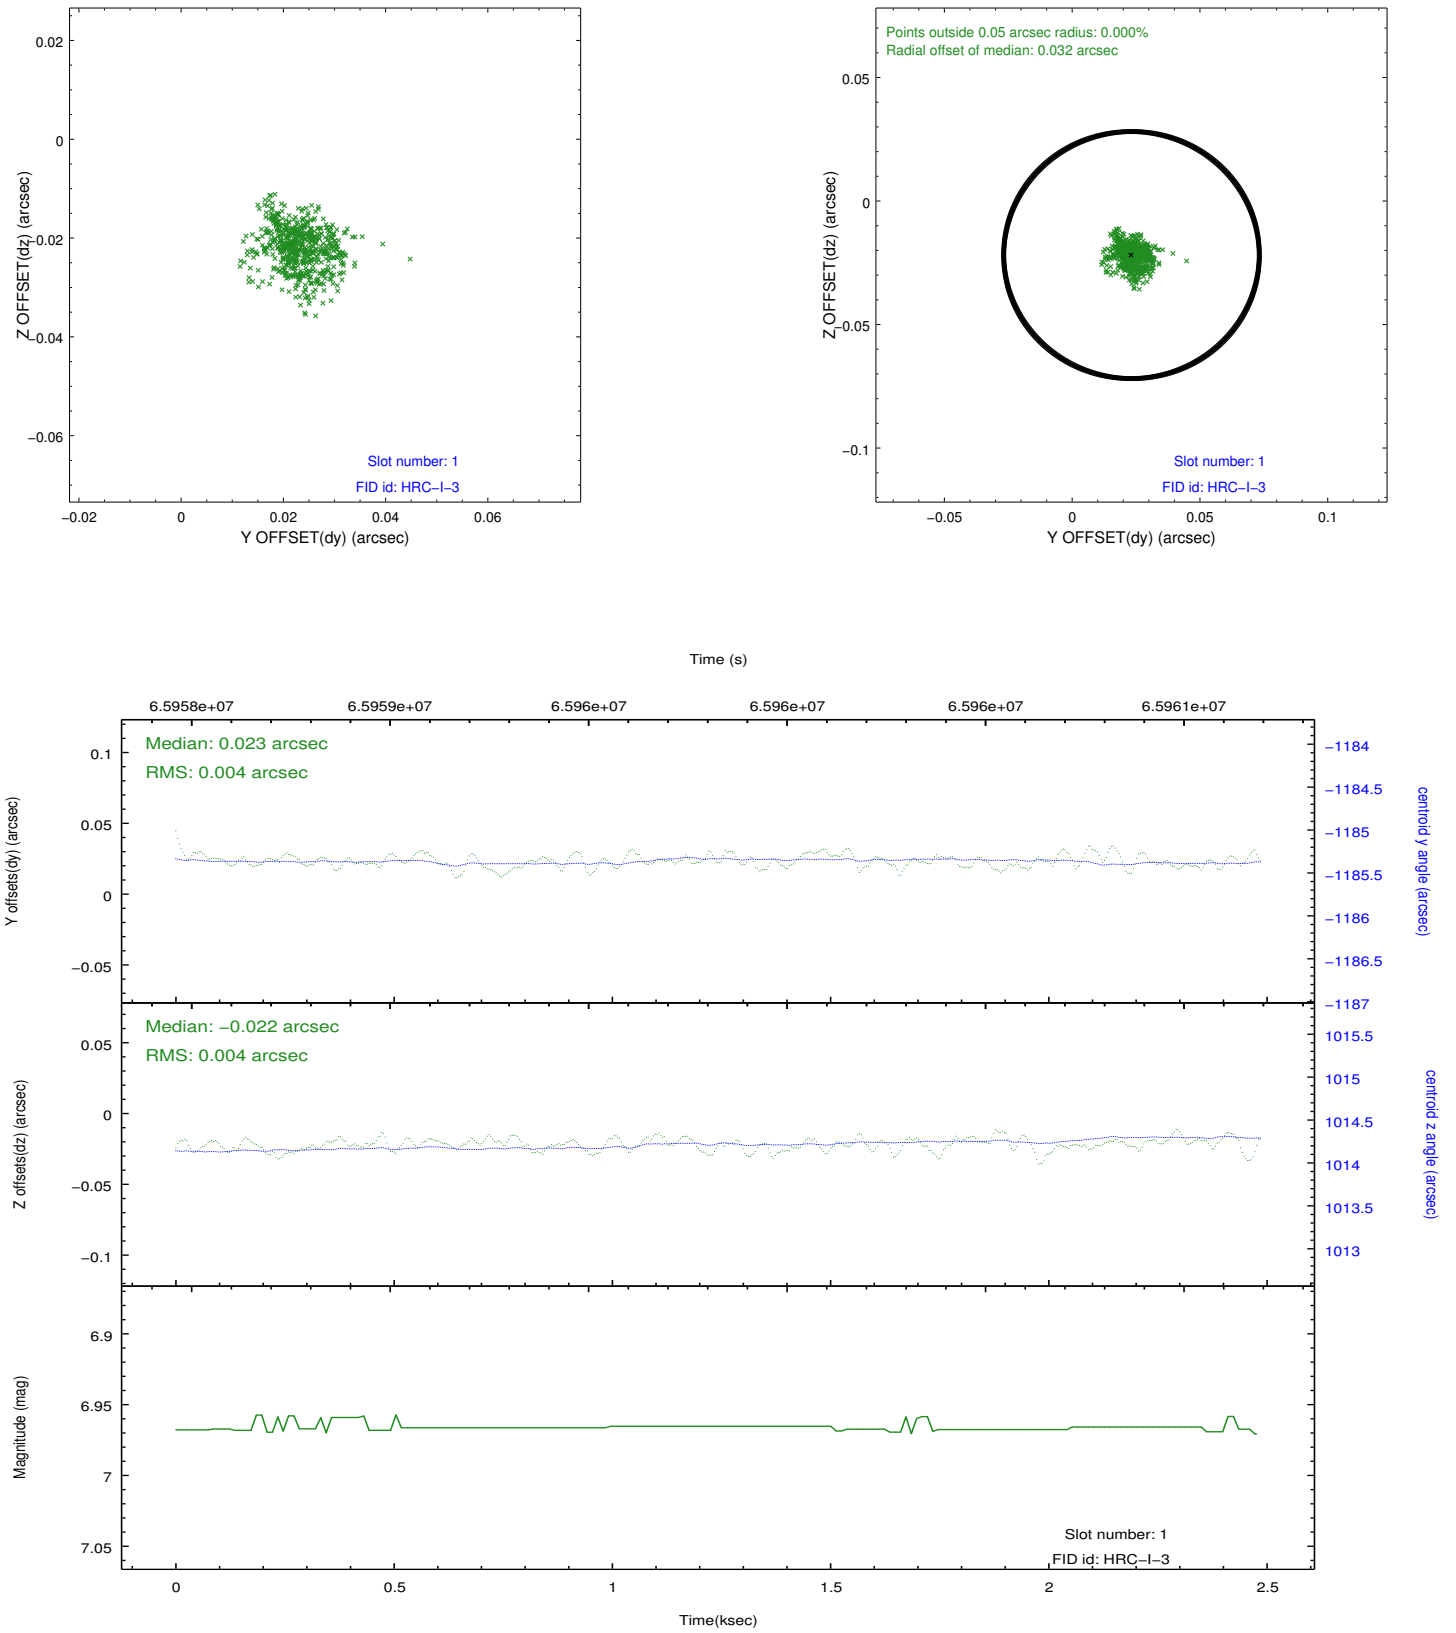 0.02
0
−0.02
−0.04
−0.06
Z OFFSET(dz) (arcsec)
Slot number: 1
FID id: HRC−I−3
−0.02
0
0.02
0.04
0.06
Y OFFSET(dy) (arcsec)
Points outside 0.05 arcsec radius: 0.000%
Radial offset of median: 0.032 arcsec
0.05
0
−0.05
−0.1
Z OFFSET(dz) (arcsec)
Slot number: 1
FID id: HRC−I−3
−0.05
0
0.05
0.1
Y OFFSET(dy) (arcsec)
Time (s)
6.5958e+07
6.5959e+07
6.596e+07
6.596e+07
6.596e+07
6.5961e+07
Median: 0.023 arcsec
RMS: 0.004 arcsec
0.1
0.05
0
−0.05
Y offsets(dy) (arcsec)
−1184
−1184.5
−1185
−1185.5
−1186
−1186.5
−1187
centroid y angle (arcsec)
Median: −0.022 arcsec
RMS: 0.004 arcsec
0.05
0
−0.05
−0.1
Z offsets(dz) (arcsec)
1015.5
1015
1014.5
1014
1013.5
1013
centroid z angle (arcsec)
6.9
6.95
7
7.05
Magnitude (mag)
Slot number: 1
FID id: HRC−I−3
0
0.5
1
1.5
2
2.5
Time(ksec)